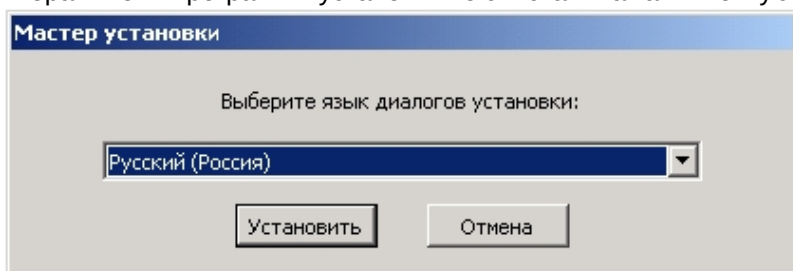 Мастер установки
Выберите язык диалогов установки:
Русский (Россия)
Установить
Отмена